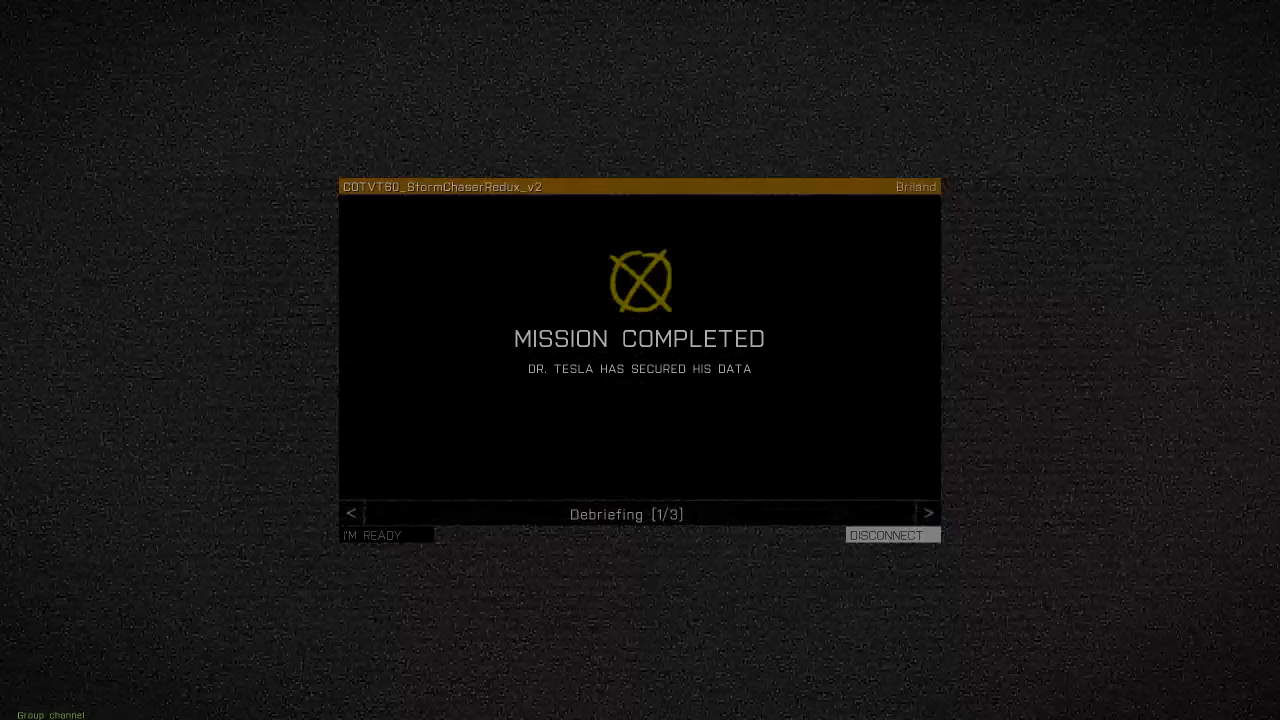 COTVT60_StormChaserRedux_v2 Briland
MISSION COMPLETED
DR. TESLA HAS SECURED HIS DATA
< Debriefing [1/3] >
I'M READY DISCONNECT
Group channel